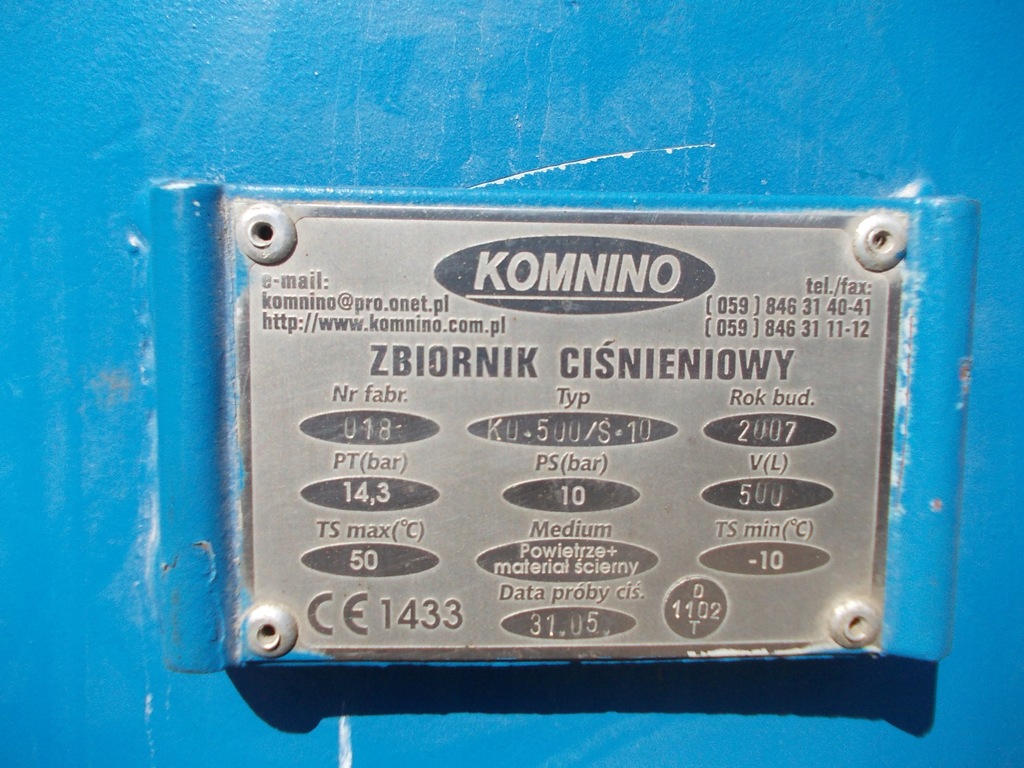 KOMNINO
e-mail:
komnino@pro.onet.pl
http://www.komnino.com.pl
tel./fax:
(059) 846 31 40-41
(059) 846 31 11-12
ZBIORNIK CIŚNIENIOWY
Nr fabr. Typ Rok bud.
018 KO-500/Ś-10 2007
PT(bar) PS(bar) V(L)
14,3 10 500
TS max(°C) Medium TS min(°C)
50 Powietrze+ -10
materiał ścierny
Data próby ciś.
CE 1433 31.05. D
1102
T